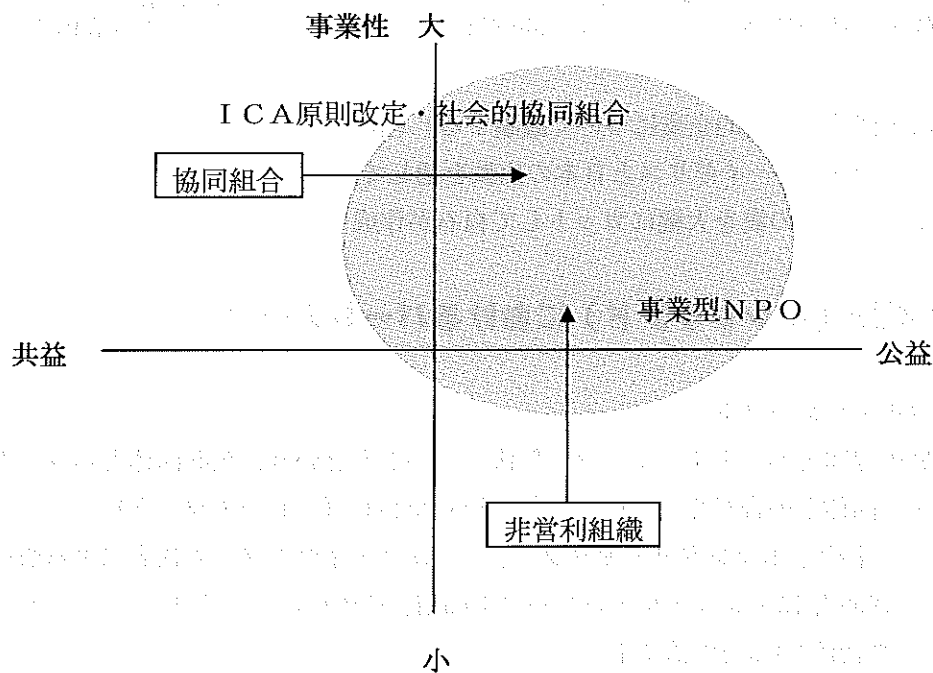 事業性 大
ICA原則改定・社会的協同組合
協同組合
事業型NPO
共益
公益
非営利組織
小